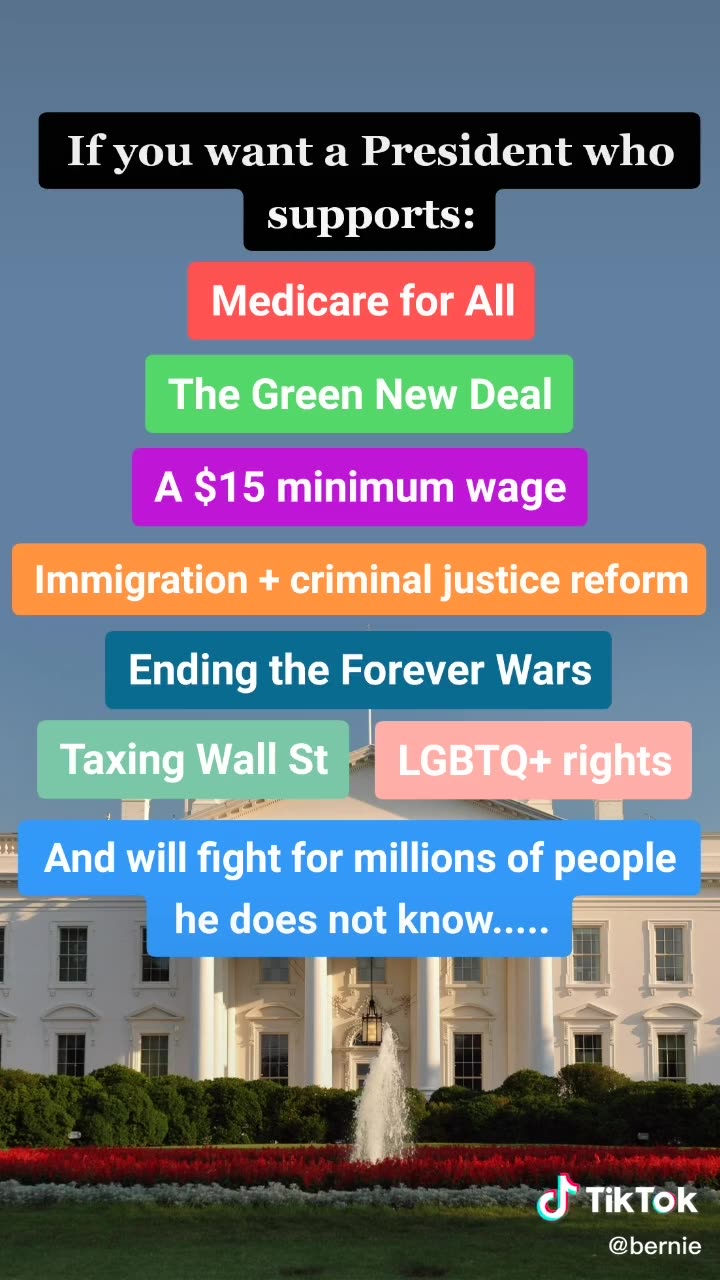 If you want a President who
supports:
Medicare for All
The Green New Deal
A $15 minimum wage
Immigration + criminal justice reform
Ending the Forever Wars
Taxing Wall St
LGBTQ+ rights
And will fight for millions of people
he does not know.....
TikTok
@bernie